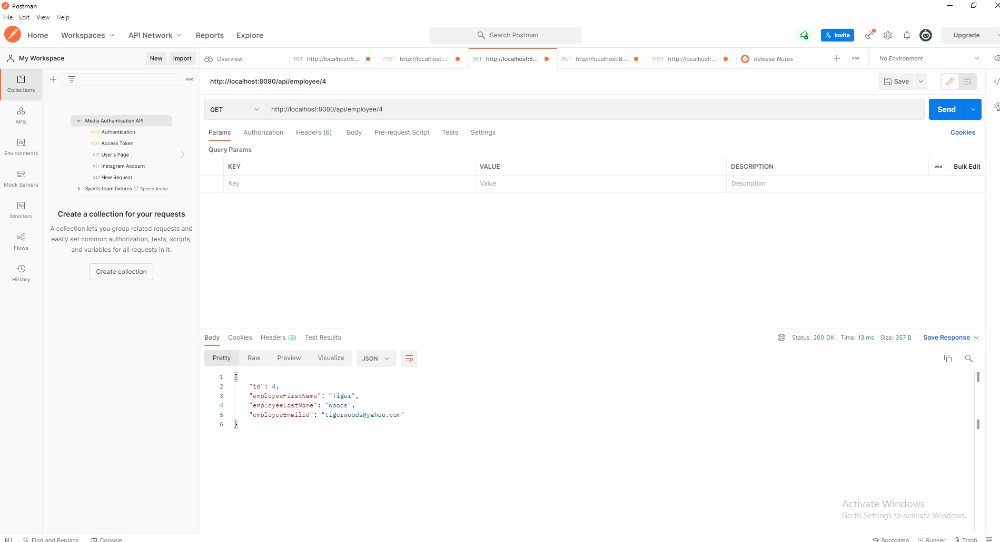 Postman
File Edit View Help
Home Workspaces API Network Reports Explore
Search Postman
Invite
Upgrade
My Workspace
New Import
Overview
GET http://localhost:8...
POST http://localhost:...
GET http://localhost:8...
PUT http://localhost:8...
POST http://localhost:...
Release Notes
No Environment
Collections
APIs
Environments
Mock Servers
Monitors
Flows
History
Media Authentication API
POST Authentication
POST Access Token
GET User's Page
GET Instagram Account
GET New Request
Sports team fixtures Sports Arena
Create a collection for your requests
A collection lets you group related requests and
easily set common authorization, tests, scripts,
and variables for all requests in it.
Create collection
http://localhost:8080/api/employee/4
Save
GET http://localhost:8080/api/employee/4
Send
Params Authorization Headers (6) Body Pre-request Script Tests Settings
Cookies
Query Params
KEY VALUE DESCRIPTION
Bulk Edit
Key Value Description
Body Cookies Headers (8) Test Results
Status: 200 OK Time: 13 ms Size: 357 B
Save Response
Pretty Raw Preview Visualize JSON
1 {
2 "id": 4,
3 "employeeFirstName": "Tiger",
4 "employeeLastName": "Woods",
5 "employeeEmailId": "tigerwoods@yahoo.com"
6 }
Activate Windows
Go to Settings to activate Windows.
Find and Replace Console
Bootcamp Runner Trash